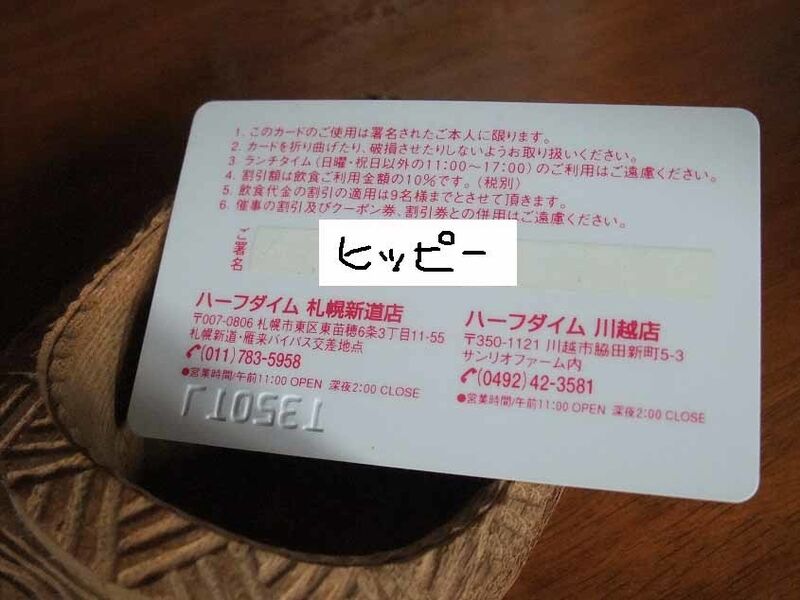 1. このカードのご使用は署名されたご本人に限ります。
2. カードを折り曲げたり、破損させたりしないようお取り扱いください。
3 ランチタイム（日曜・祝日以外の11:00〜17:00）のご利用はご遠慮ください。
4. 割引額は飲食ご利用金額の10%です。（税別）
5. 飲食代金の割引の適用は9名様までとさせて頂きます。
6. 催事の割引及びクーポン券、割引券との併用はご遠慮ください。
ご署名
ヒッピー
ハーフダイム 札幌新道店
〒007-0806 札幌市東区東苗穂6条3丁目11-55
札幌新道・雁来バイパス交差地点
(011)783-5958
●営業時間/午前11:00 OPEN 深夜2:00 CLOSE
ハーフダイム 川越店
〒350-1121 川越市脇田新町5-3
サンリオファーム内
(0492)42-3581
●営業時間/午前11:00 OPEN 深夜2:00 CLOSE